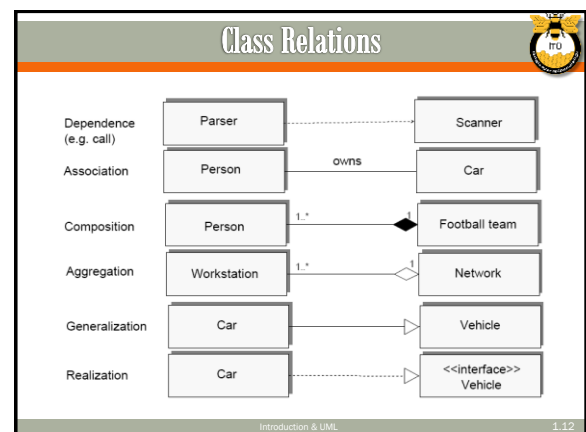 Class Relations
İTÜ
Dependence
(e.g. call)
Parser
Scanner
Association
Person
owns
Car
Composition
Person
1..*
1
Football team
Aggregation
Workstation
1..*
1
Network
Generalization
Car
Vehicle
Realization
Car
<<interface>>
Vehicle
Introduction & UML
1.12